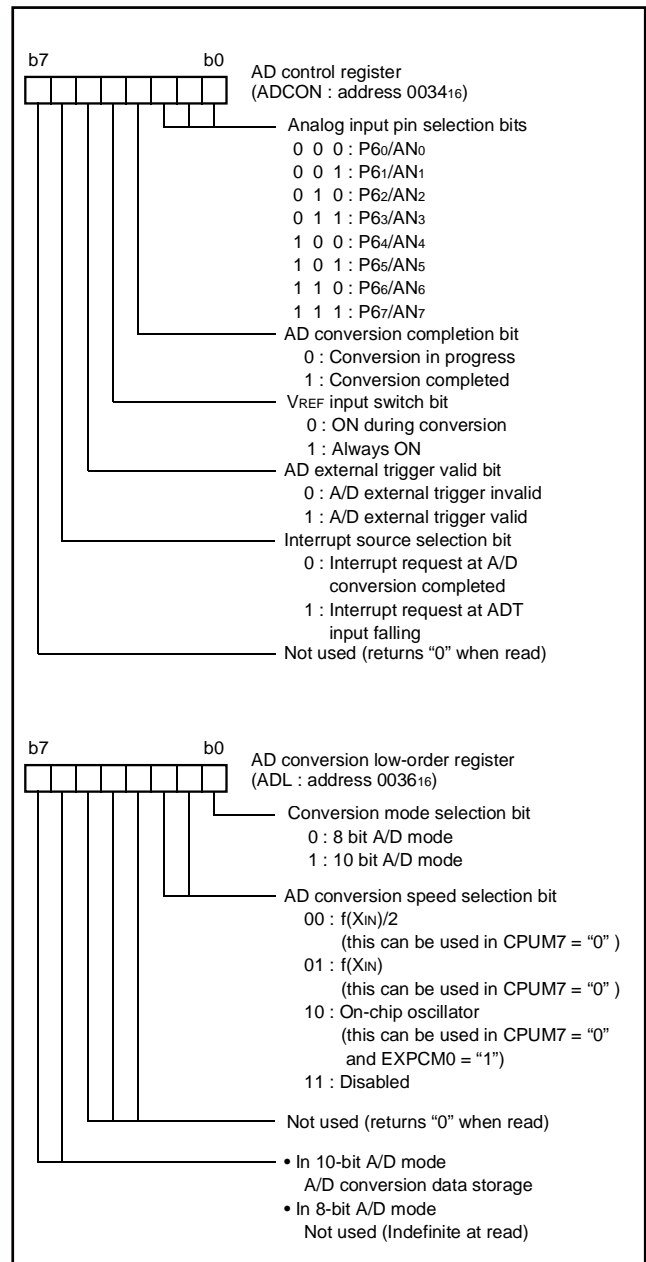 b7 b0
AD control register
(ADCON : address 003416)
Analog input pin selection bits
0 0 0 : P60/AN0
0 0 1 : P61/AN1
0 1 0 : P62/AN2
0 1 1 : P63/AN3
1 0 0 : P64/AN4
1 0 1 : P65/AN5
1 1 0 : P66/AN6
1 1 1 : P67/AN7
AD conversion completion bit
0 : Conversion in progress
1 : Conversion completed
VREF input switch bit
0 : ON during conversion
1 : Always ON
AD external trigger valid bit
0 : A/D external trigger invalid
1 : A/D external trigger valid
Interrupt source selection bit
0 : Interrupt request at A/D
conversion completed
1 : Interrupt request at ADT
input falling
Not used (returns “0” when read)
b7 b0
AD conversion low-order register
(ADL : address 003616)
Conversion mode selection bit
0 : 8 bit A/D mode
1 : 10 bit A/D mode
AD conversion speed selection bit
00 : f(XIN)/2
(this can be used in CPUM7 = “0” )
01 : f(XIN)
(this can be used in CPUM7 = “0” )
10 : On-chip oscillator
(this can be used in CPUM7 = “0”
and EXPCM0 = “1”)
11 : Disabled
Not used (returns “0” when read)
• In 10-bit A/D mode
A/D conversion data storage
• In 8-bit A/D mode
Not used (Indefinite at read)